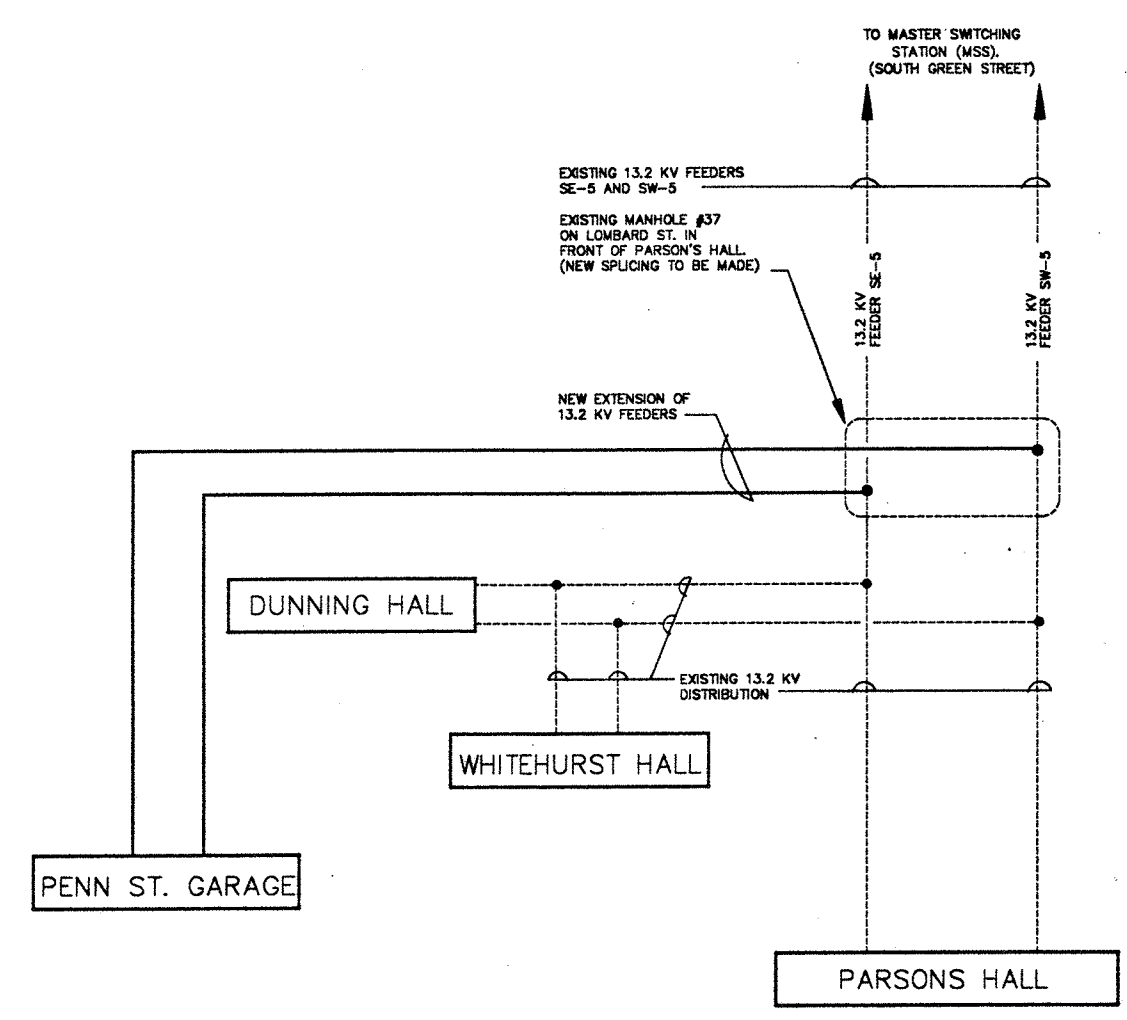 TO MASTER SWITCHING
STATION (MSS).
(SOUTH GREEN STREET)
EXISTING 13.2 KV FEEDERS
SE-5 AND SW-5
EXISTING MANHOLE #37
ON LOMBARD ST. IN
FRONT OF PARSON'S HALL.
(NEW SPLICING TO BE MADE)
13.2 KV
FEEDER SE-5
13.2 KV
FEEDER SW-5
NEW EXTENSION OF
13.2 KV FEEDERS
DUNNING HALL
EXISTING 13.2 KV
DISTRIBUTION
WHITEHURST HALL
PENN ST. GARAGE
PARSONS HALL